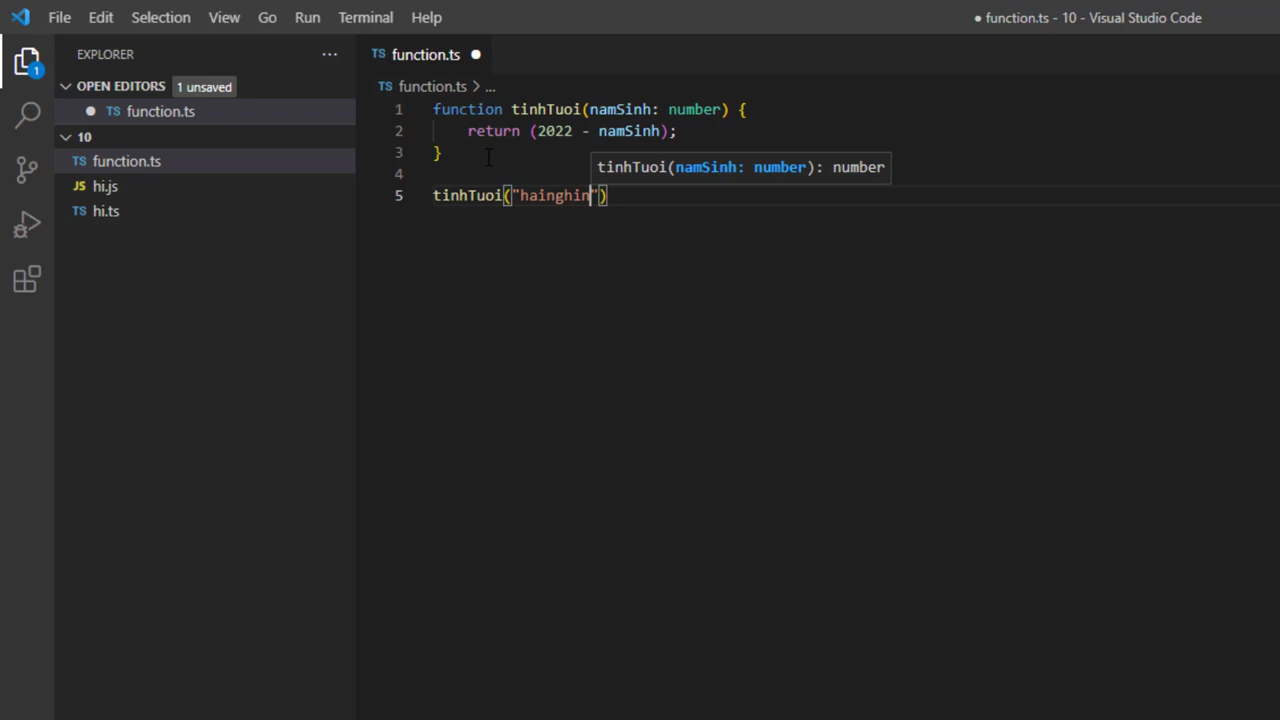 File Edit Selection View Go Run Terminal Help
● function.ts - 10 - Visual Studio Code
EXPLORER ...
OPEN EDITORS 1 unsaved
TS function.ts
10
TS function.ts
JS hi.js
TS hi.ts
1
TS function.ts ●
TS function.ts > ...
1 function tinhTuoi(namSinh: number) {
2 return (2022 - namSinh);
3 }
4
tinhTuoi(namSinh: number): number
5 tinhTuoi("hainghin")